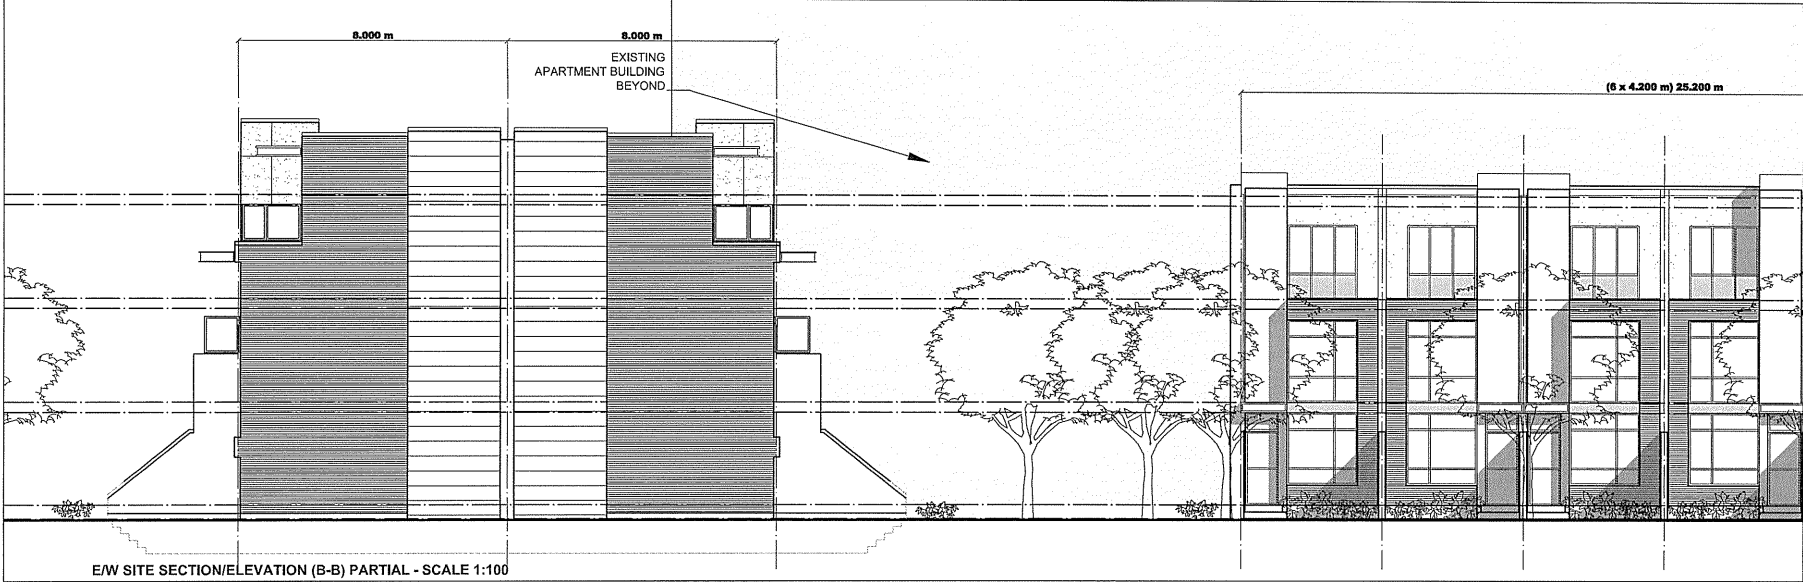 8.000 m
8.000 m
EXISTING
APARTMENT BUILDING
BEYOND
(6 x 4.200 m) 25.200 m
E/W SITE SECTION/ELEVATION (B-B) PARTIAL - SCALE 1:100